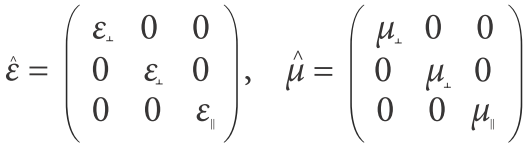 ε̂ = ( ε⊥ 0 0
0 ε⊥ 0
0 0 ε∥ ) ,
μ̂ = ( μ⊥ 0 0
0 μ⊥ 0
0 0 μ∥ )